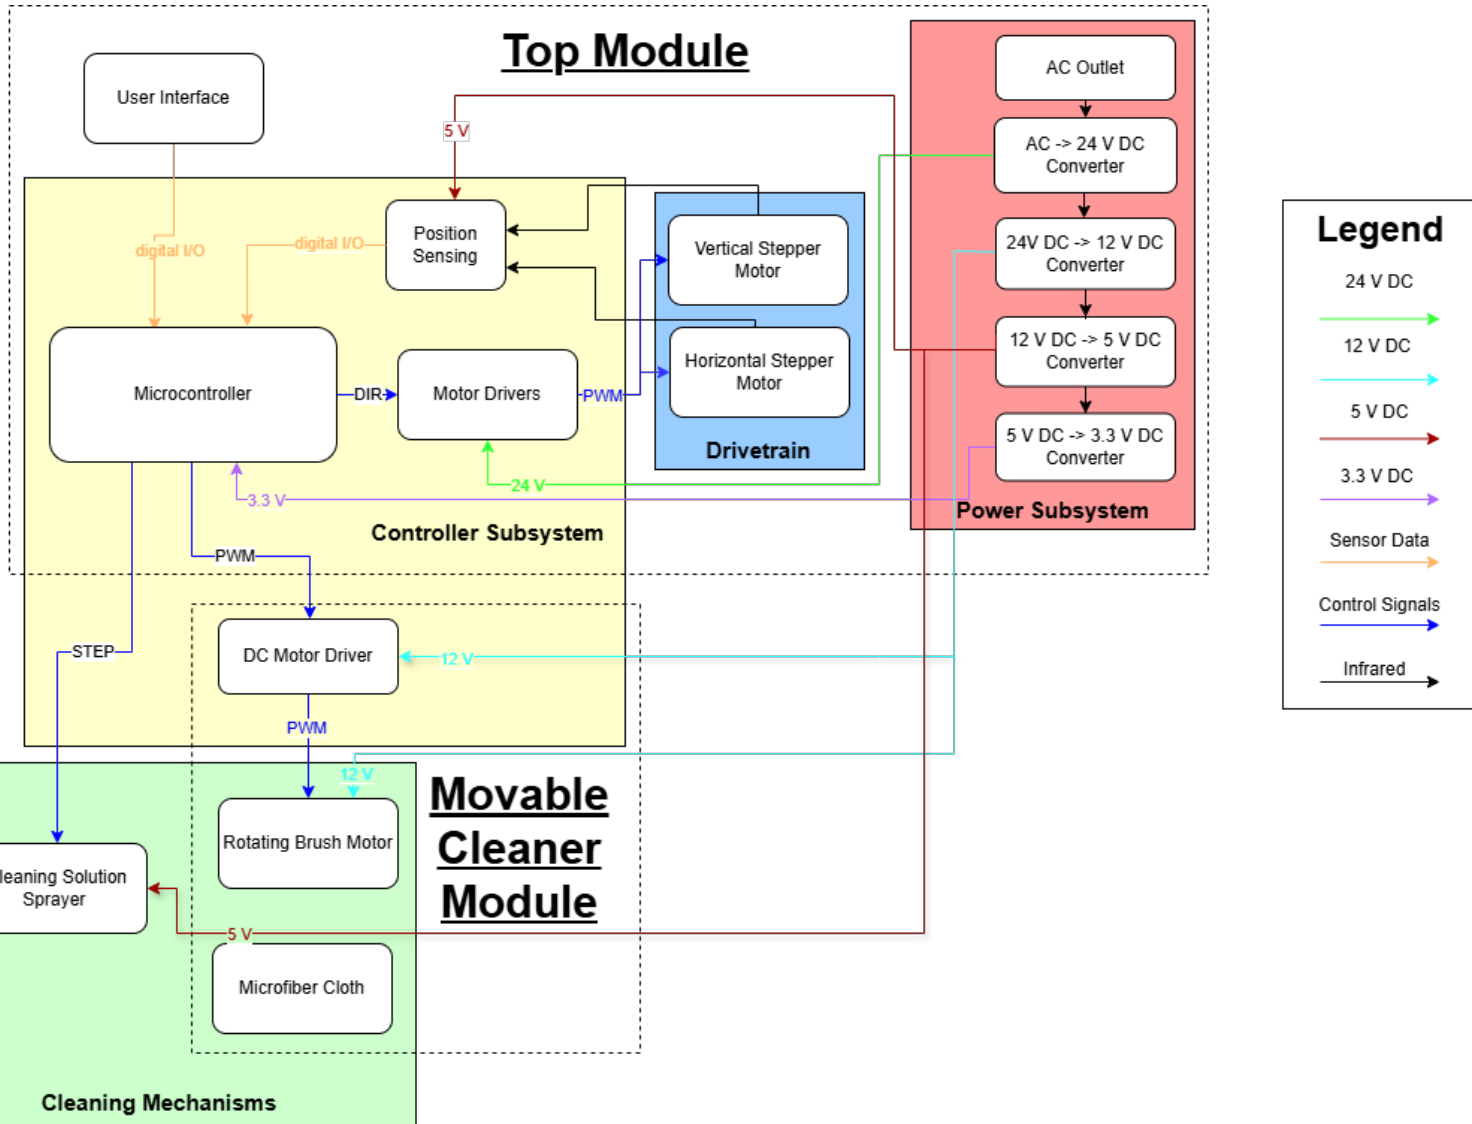 Top Module
User Interface
AC Outlet
AC -> 24 V DC
Converter
24V DC -> 12 V DC
Converter
12 V DC -> 5 V DC
Converter
5 V DC -> 3.3 V DC
Converter
Power Subsystem
5 V
digital I/O
digital I/O
Position
Sensing
Vertical Stepper
Motor
Horizontal Stepper
Motor
Drivetrain
Microcontroller
DIR
Motor Drivers
PWM
24 V
3.3 V
Controller Subsystem
PWM
STEP
DC Motor Driver
12 V
PWM
12 V
Rotating Brush Motor
Movable
Cleaner
Module
leaning Solution
Sprayer
5 V
Microfiber Cloth
Cleaning Mechanisms
Legend
24 V DC
12 V DC
5 V DC
3.3 V DC
Sensor Data
Control Signals
Infrared